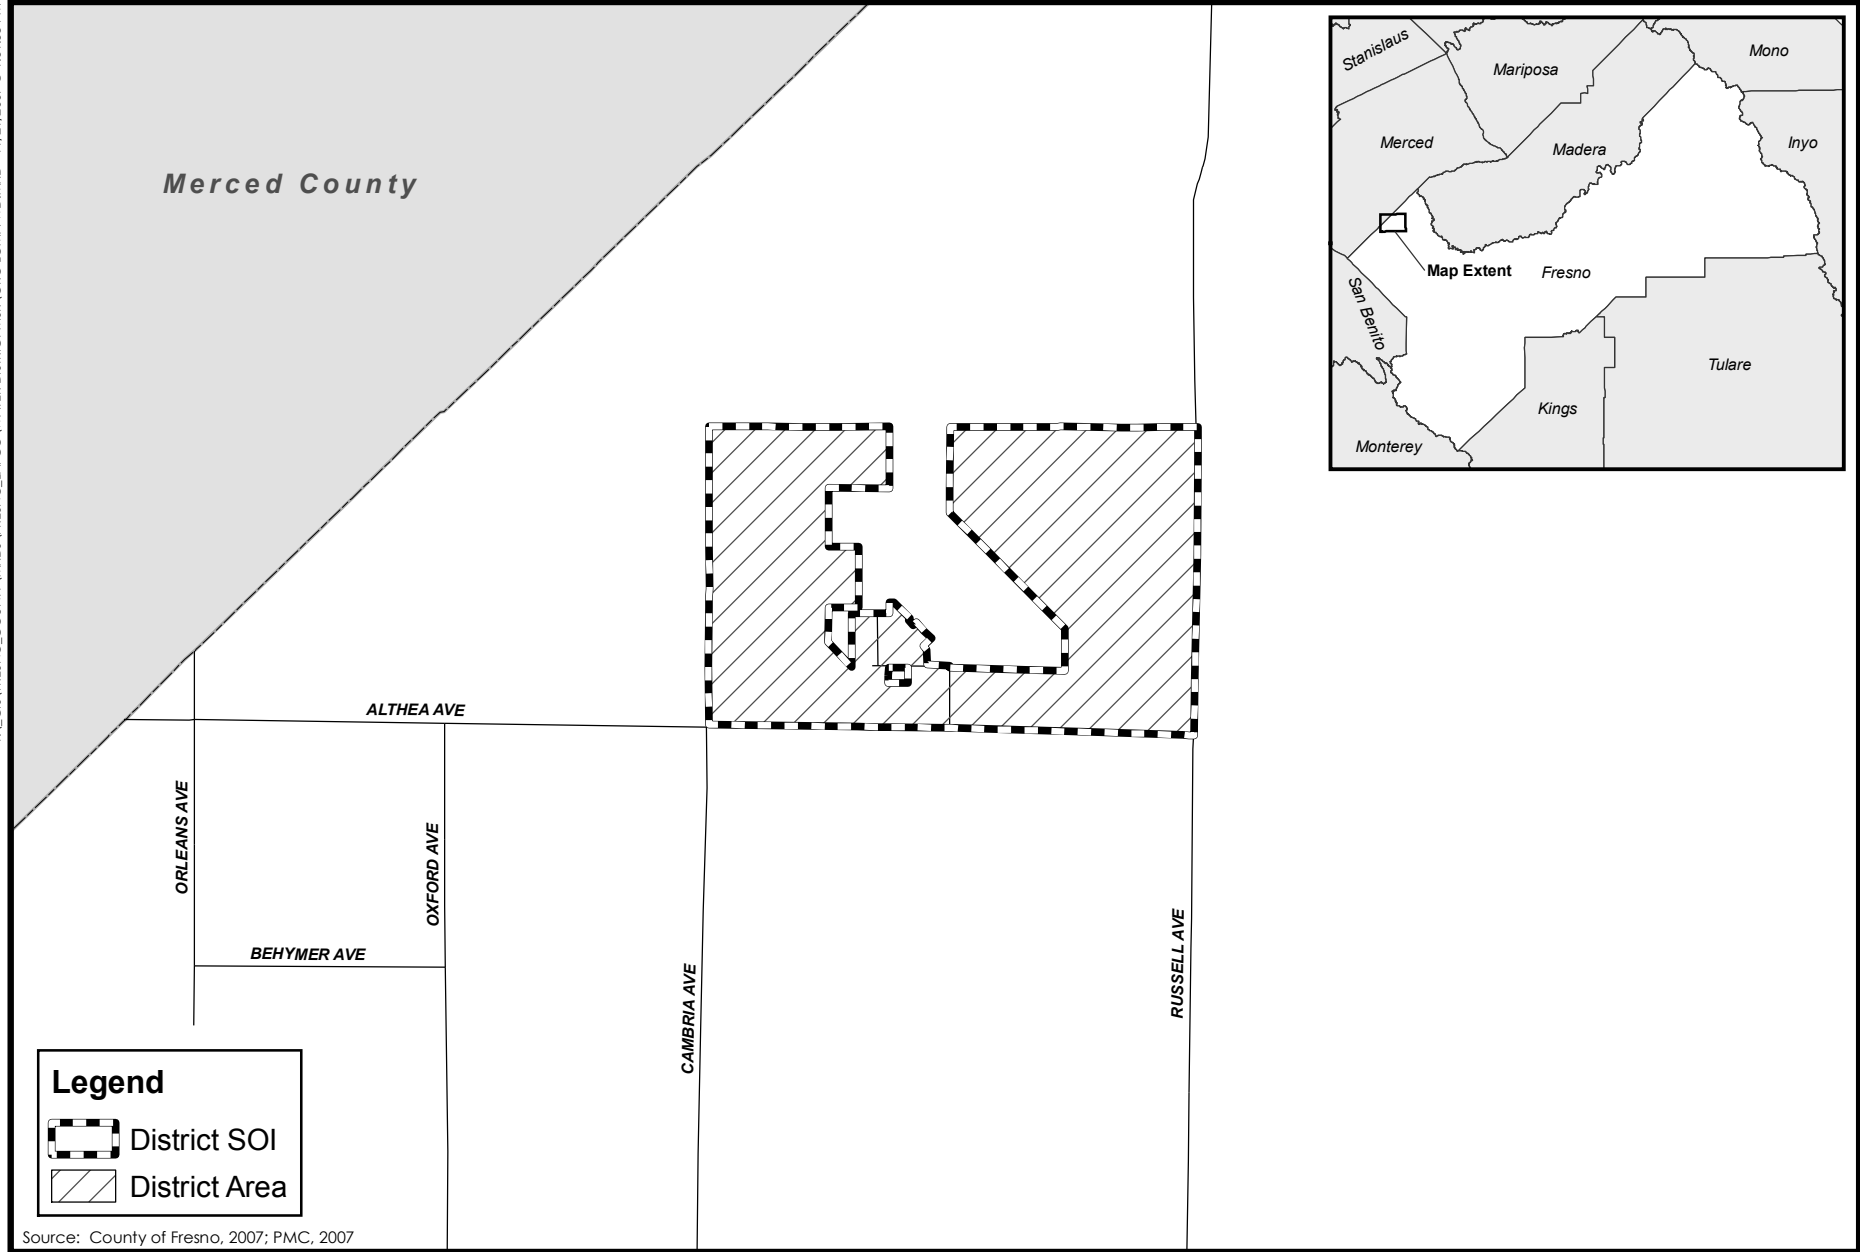 Merced County
Stanislaus
Mariposa
Mono
Merced
Madera
Inyo
Map Extent
Fresno
San Benito
Tulare
Kings
Monterey
ALTHEA AVE
ORLEANS AVE
OXFORD AVE
BEHYMER AVE
CAMBRIA AVE
RUSSELL AVE
Legend
District SOI
District Area
Source: County of Fresno, 2007; PMC, 2007